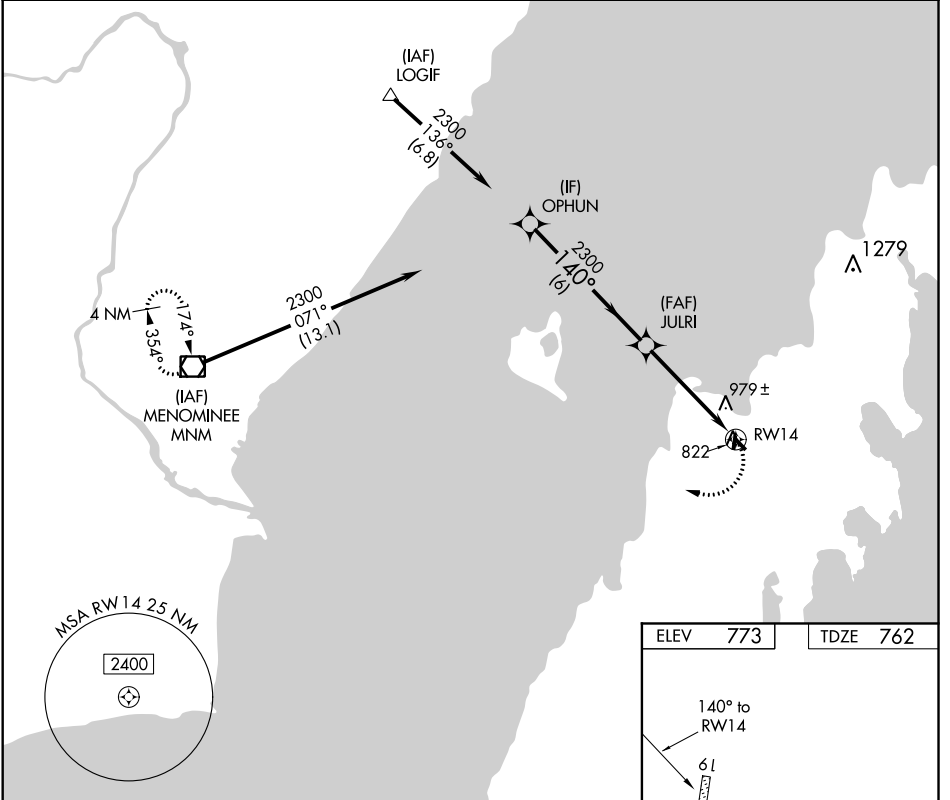 (IAF)
LOGIF
2300
136°
(6.8)
(IF)
OPHUN
2300
140°
(6)
1279
2300
071°
(13.1)
4 NM
174°
354°
(FAF)
JULRI
(IAF)
MENOMINEE
MNM
979 ±
RW14
822
MSA RW14 25 NM
2400
ELEV 773
TDZE 762
140° to
RW14
19